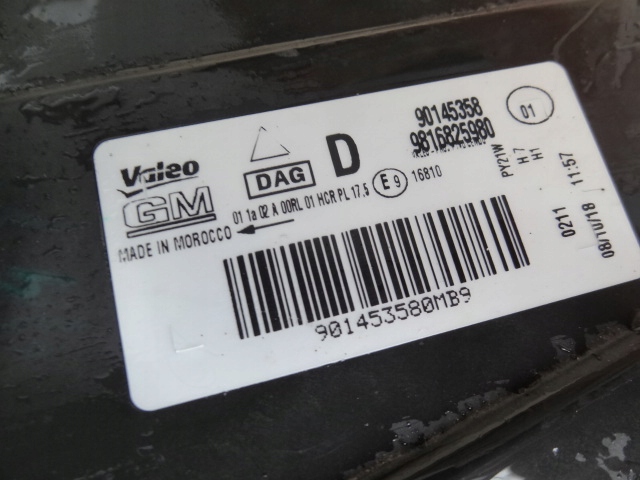 Valeo
GM
MADE IN MOROCCO
DAG
D
90145358
9816825980
01
01 1a 02 A 00RL 01 HCR PL 17.5
E9
16810
PY21W
H7
H1
0211
08/10/18
11:57
901453580MB9